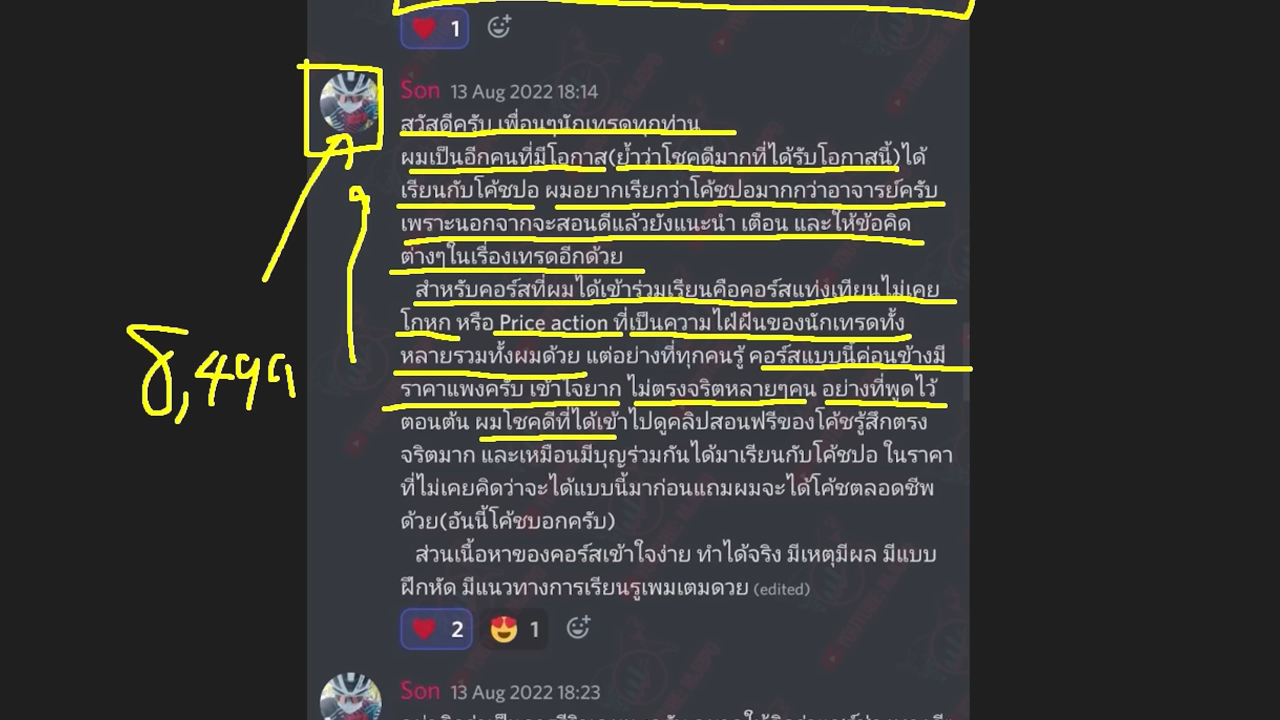 1
Son 13 Aug 2022 18:14
สวัสดีครับ เพื่อนๆนักเทรดทุกท่าน
ผมเป็นอีกคนที่มีโอกาส(ย้ำว่าโชคดีมากที่ได้รับโอกาสนี้)ได้
เรียนกับโค้ชปอ ผมอยากเรียกว่าโค้ชปอมากกว่าอาจารย์ครับ
เพราะนอกจากจะสอนดีแล้วยังแนะนำ เตือน และให้ข้อคิด
ต่างๆในเรื่องเทรดอีกด้วย
สำหรับคอร์สที่ผมได้เข้าร่วมเรียนคือคอร์สแท่งเทียนไม่เคย
โกหก หรือ Price action ที่เป็นความใฝ่ฝันของนักเทรดทั้ง
หลายรวมทั้งผมด้วย แต่อย่างที่ทุกคนรู้ คอร์สแบบนี้ค่อนข้างมี
ราคาแพงครับ เข้าใจยาก ไม่ตรงจริตหลายๆคน อย่างที่พูดไว้
ตอนต้น ผมโชคดีที่ได้เข้าไปดูคลิปสอนฟรีของโค้ชรู้สึกตรง
จริตมาก และเหมือนมีบุญร่วมกันได้มาเรียนกับโค้ชปอ ในราคา
ที่ไม่เคยคิดว่าจะได้แบบนี้มาก่อนแถมผมจะได้โค้ชตลอดชีพ
ด้วย(อันนี้โค้ชบอกครับ)
ส่วนเนื้อหาของคอร์สเข้าใจง่าย ทำได้จริง มีเหตุมีผล มีแบบ
ฝึกหัด มีแนวทางการเรียนรู้เพิ่มเติมด้วย (edited)
2 1
Son 13 Aug 2022 18:23